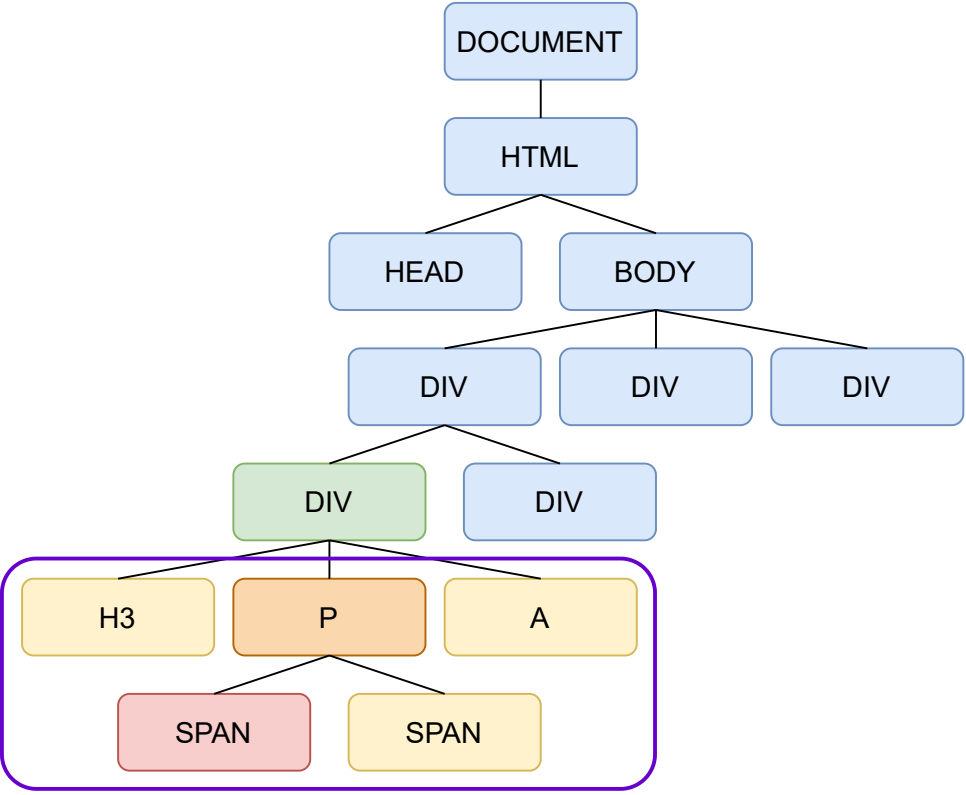 DOCUMENT
HTML
HEAD
BODY
DIV
DIV
DIV
DIV
DIV
H3
P
A
SPAN
SPAN